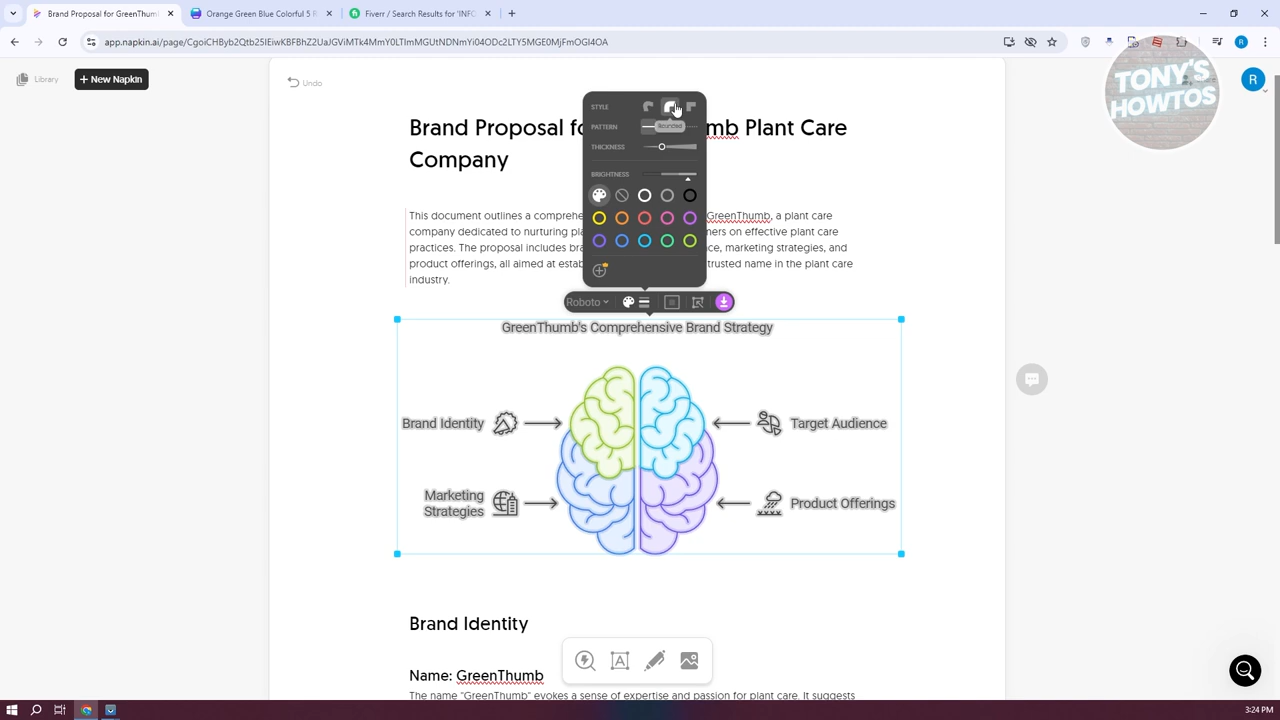 Brand Proposal for GreenThumb
Orange Green Blue Colorful 5 R
Fiverr / Search Results for 'INFC
app.napkin.ai/page/CgoiCHByb2Qtb25lEiwKBFBhZ2UaJGViMTk4MmY0LTlmMGUtNDNmYi04ODc2LTY5MGE0MjFmOGI4OA
R
Library
+ New Napkin
Undo
TONY'S
HOWTOS
R
STYLE
PATTERN
Rounded
THICKNESS
BRIGHTNESS
Brand Proposal fo
mb Plant Care
Company
This document outlines a comprehe
GreenThumb, a plant care
company dedicated to nurturing pla
ners on effective plant care
practices. The proposal includes bra
nce, marketing strategies, and
product offerings, all aimed at estab
trusted name in the plant care
industry.
Roboto
GreenThumb's Comprehensive Brand Strategy
Brand Identity
Target Audience
Marketing
Strategies
Product Offerings
Brand Identity
Name: GreenThumb
The name "GreenThumb" evokes a sense of expertise and passion for plant care. It suggests
3:24 PM